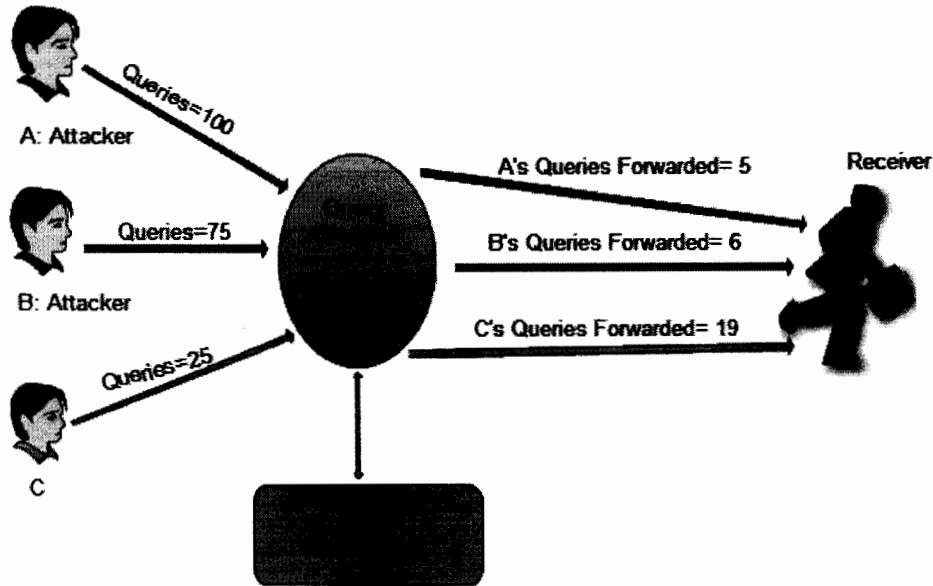 Queries=100
A: Attacker
A's Queries Forwarded= 5
Receiver
Queries=75
B: Attacker
B's Queries Forwarded= 6
C's Queries Forwarded= 19
Queries=25
C